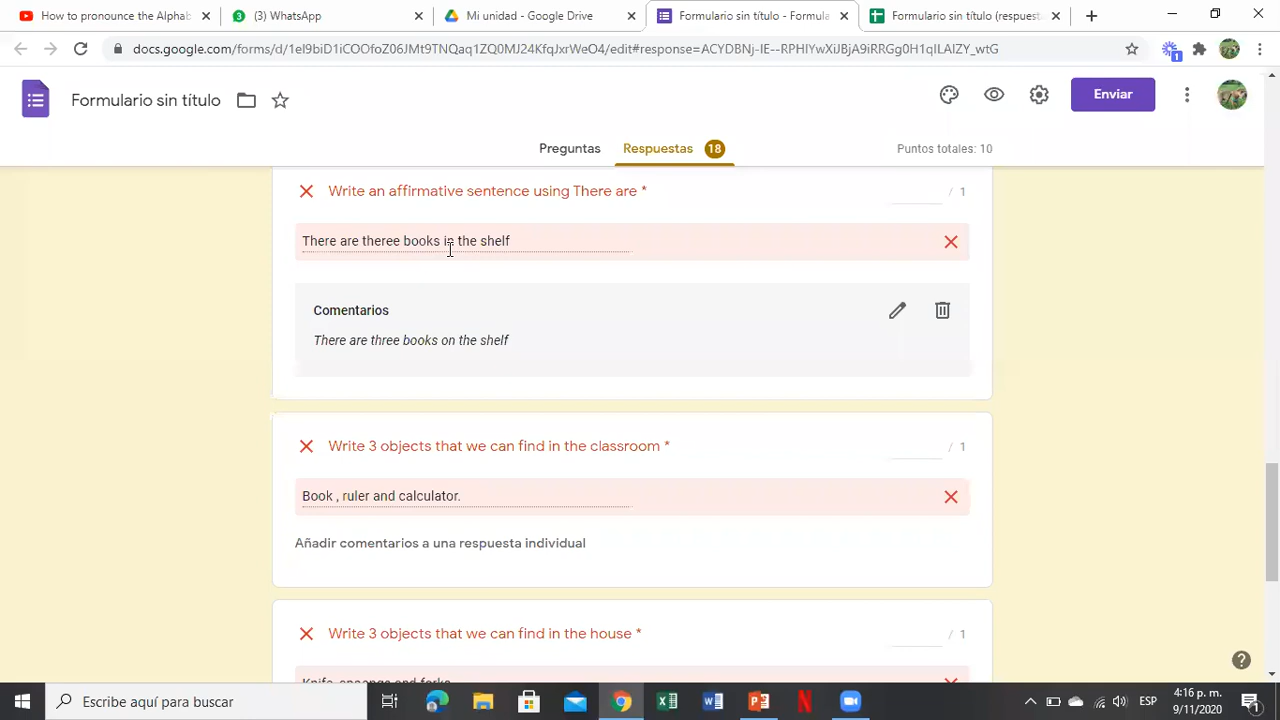 How to pronounce the Alphab
(3) WhatsApp
Mi unidad - Google Drive
Formulario sin título - Formula
Formulario sin título (respuest
docs.google.com/forms/d/1eI9biD1iCOOfoZ06JMt9TNQaq1ZQ0MJ24KfqJxrWeO4/edit#response=ACYDBNj-IE--RPHlYwXiJBjA9iRRGg0H1qILAIZY_wtG
1
Formulario sin título
Enviar
Preguntas
Respuestas
18
Puntos totales: 10
Write an affirmative sentence using There are *
/ 1
There are theree books in the shelf
Comentarios
There are three books on the shelf
Write 3 objects that we can find in the classroom *
/ 1
Book , ruler and calculator.
Añadir comentarios a una respuesta individual
Write 3 objects that we can find in the house *
/ 1
Escribe aquí para buscar
ESP
4:16 p. m.
9/11/2020
1